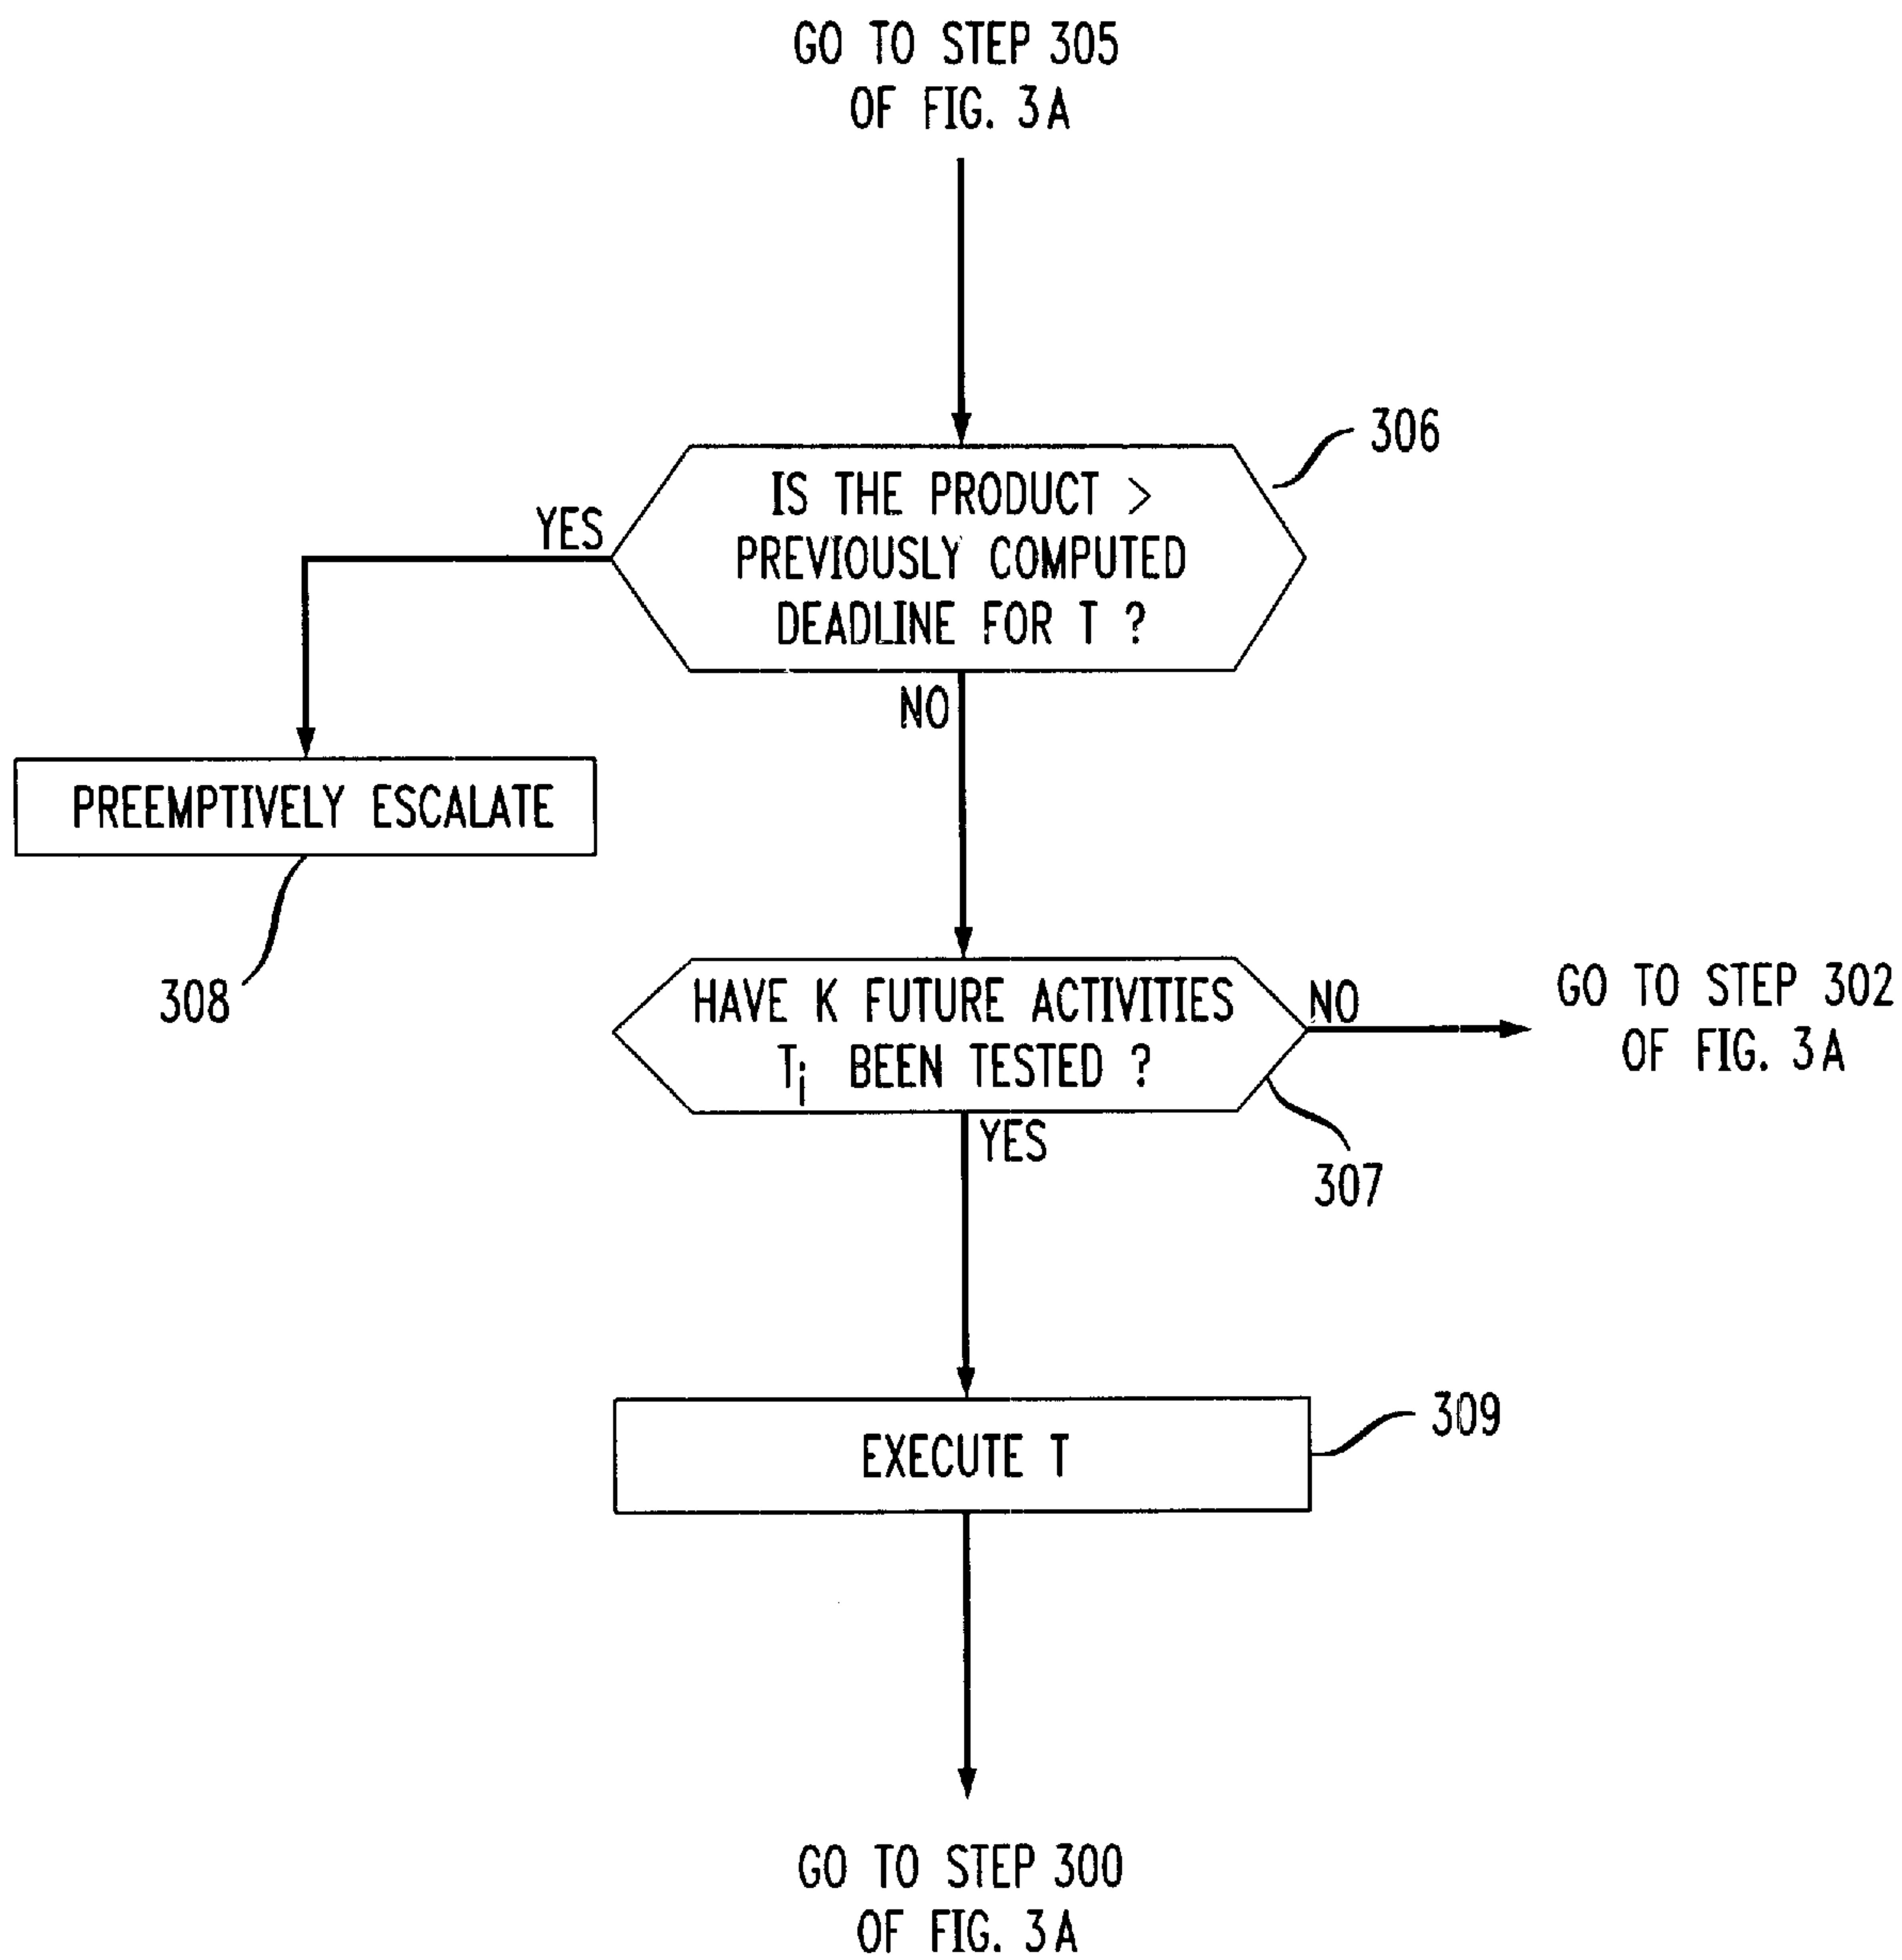 GO TO STEP 305
OF FIG. 3A
306
IS THE PRODUCT >
PREVIOUSLY COMPUTED
DEADLINE FOR T ?
YES
NO
PREEMPTIVELY ESCALATE
308
HAVE K FUTURE ACTIVITIES
Ti BEEN TESTED ?
NO
GO TO STEP 302
OF FIG. 3A
307
YES
EXECUTE T
309
GO TO STEP 300
OF FIG. 3A